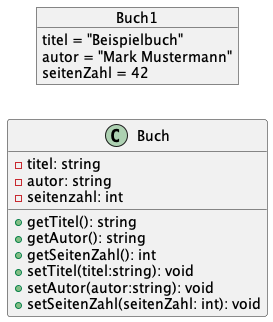 Buch1
titel = "Beispielbuch"
autor = "Mark Mustermann"
seitenZahl = 42
C Buch
titel: string
autor: string
seitenzahl: int
getTitel(): string
getAutor(): string
getSeitenZahl(): int
setTitel(titel:string): void
setAutor(autor:string): void
setSeitenZahl(seitenZahl: int): void